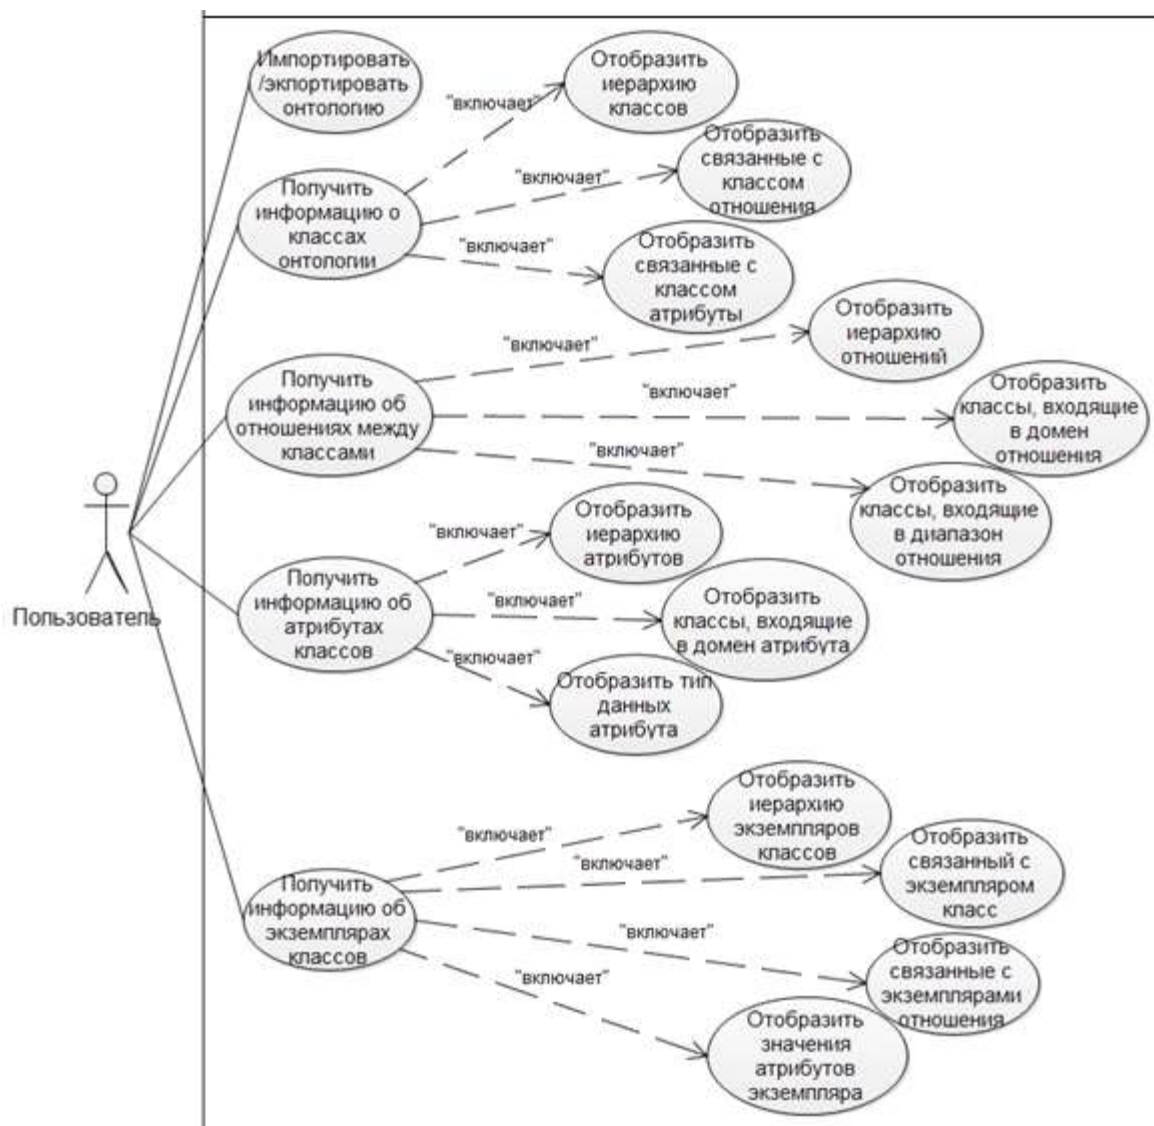 Импортировать
/экпортировать
онтологию
"включает"
Отобразить
иерархию
классов
Получить
информацию о
классах
онтологии
"включает"
Отобразить
связанные с
классом
отношения
"включает"
Отобразить
связанные с
классом
атрибуты
Получить
информацию об
отношениях между
классами
"включает"
Отобразить
иерархию
отношений
"включает"
Отобразить
классы, входящие
в домен
отношения
"включает"
Отобразить
классы, входящие
в диапазон
отношения
Пользователь
Получить
информацию об
атрибутах
классов
"включает"
Отобразить
иерархию
атрибутов
"включает"
Отобразить
классы, входящие
в домен атрибута
"включает"
Отобразить тип
данных
атрибута
Получить
информацию об
экземплярах
классов
"включает"
Отобразить
иерархию
экземпляров
классов
"включает"
Отобразить
связанный с
экземпляром
класс
"включает"
Отобразить
связанные с
экземплярами
отношения
"включает"
Отобразить
значения
атрибутов
экземпляра